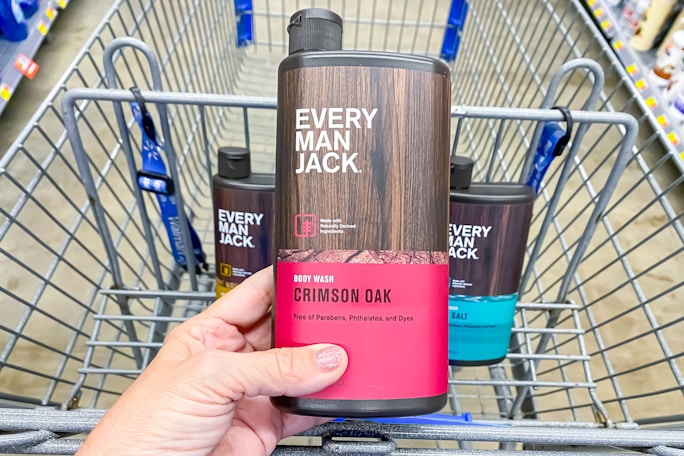 EVERY
MAN
JACK.
Made with
Naturally Derived
Ingredients
BODY WASH
CRIMSON OAK
Free of Parabens, Phthalates, and Dyes
EVERY
MAN
JACK.
EVERY
MAN
JACK.
SALT
Walmart